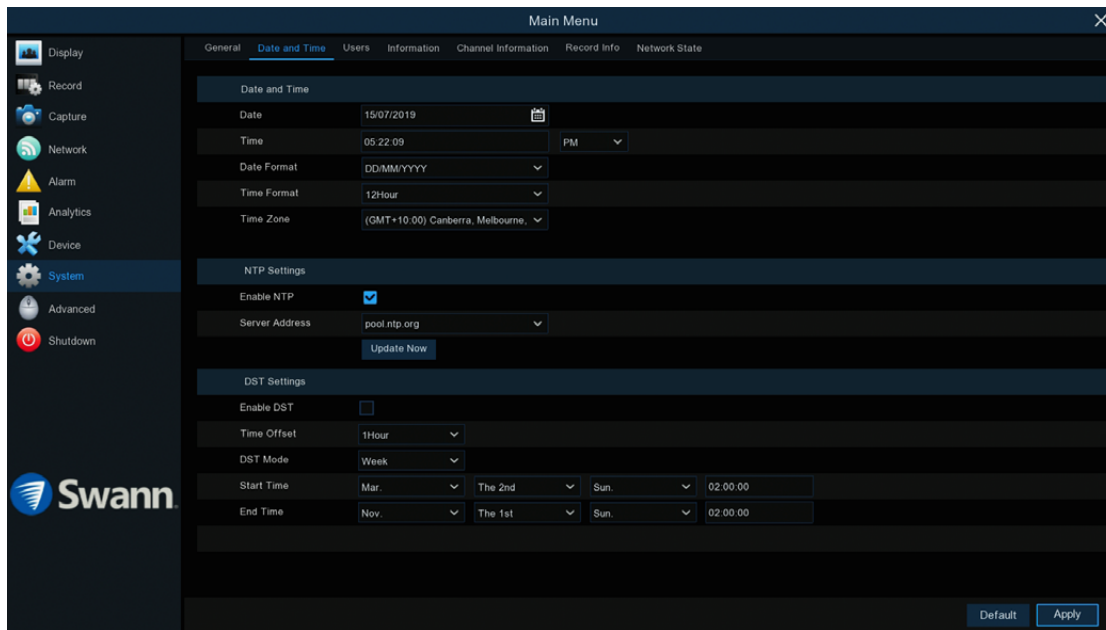 Main Menu
Display
Record
Capture
Network
Alarm
Analytics
Device
System
Advanced
Shutdown
Swann
General Date and Time Users Information Channel Information Record Info Network State
Date and Time
Date 15/07/2019
Time 05:22:09 PM
Date Format DD/MM/YYYY
Time Format 12Hour
Time Zone (GMT+10:00) Canberra, Melbourne,
NTP Settings
Enable NTP
Server Address pool.ntp.org
Update Now
DST Settings
Enable DST
Time Offset 1Hour
DST Mode Week
Start Time Mar. The 2nd Sun. 02:00:00
End Time Nov. The 1st Sun. 02:00:00
Default Apply